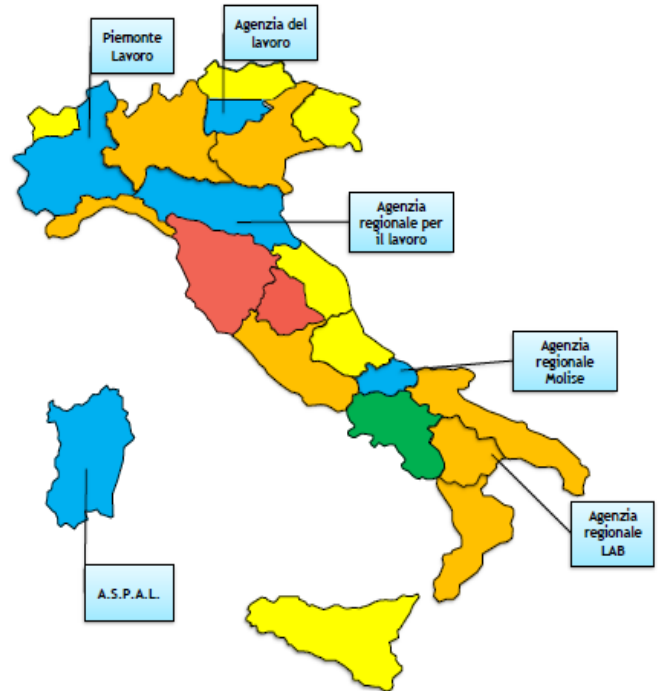 Piemonte
Lavoro
Agenzia del
lavoro
Agenzia
regionale per
il lavoro
Agenzia
regionale
Molise
Agenzia
regionale
LAB
A.S.P.A.L.